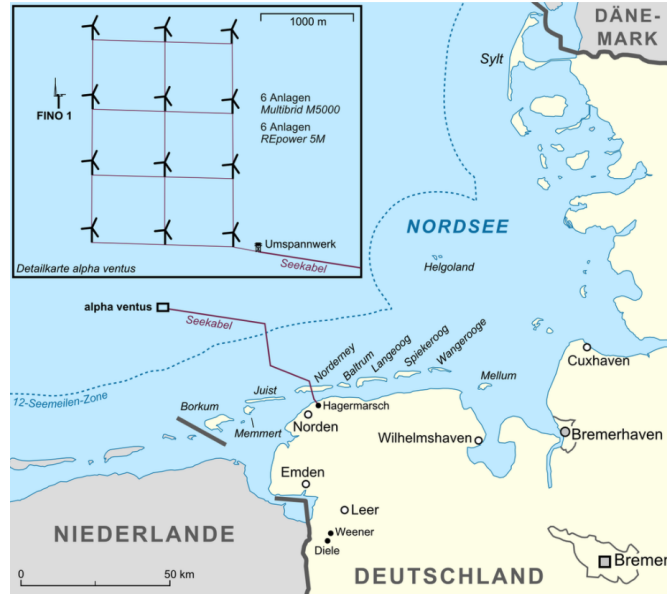 1000 m
DÄNE-
MARK
Sylt
FINO 1
6 Anlagen
Multibrid M5000
6 Anlagen
REpower 5M
Umspannwerk
Seekabel
Detailkarte alpha ventus
NORDSEE
Helgoland
alpha ventus
Seekabel
12-Seemeilen-Zone
Norderney
Baltrum
Langeoog
Spiekeroog
Wangerooge
Mellum
Cuxhaven
Juist
Borkum
Memmert
Hagermarsch
Norden
Wilhelmshaven
Bremerhaven
Emden
Leer
Weener
Diele
NIEDERLANDE
DEUTSCHLAND
Bremen
0
50 km